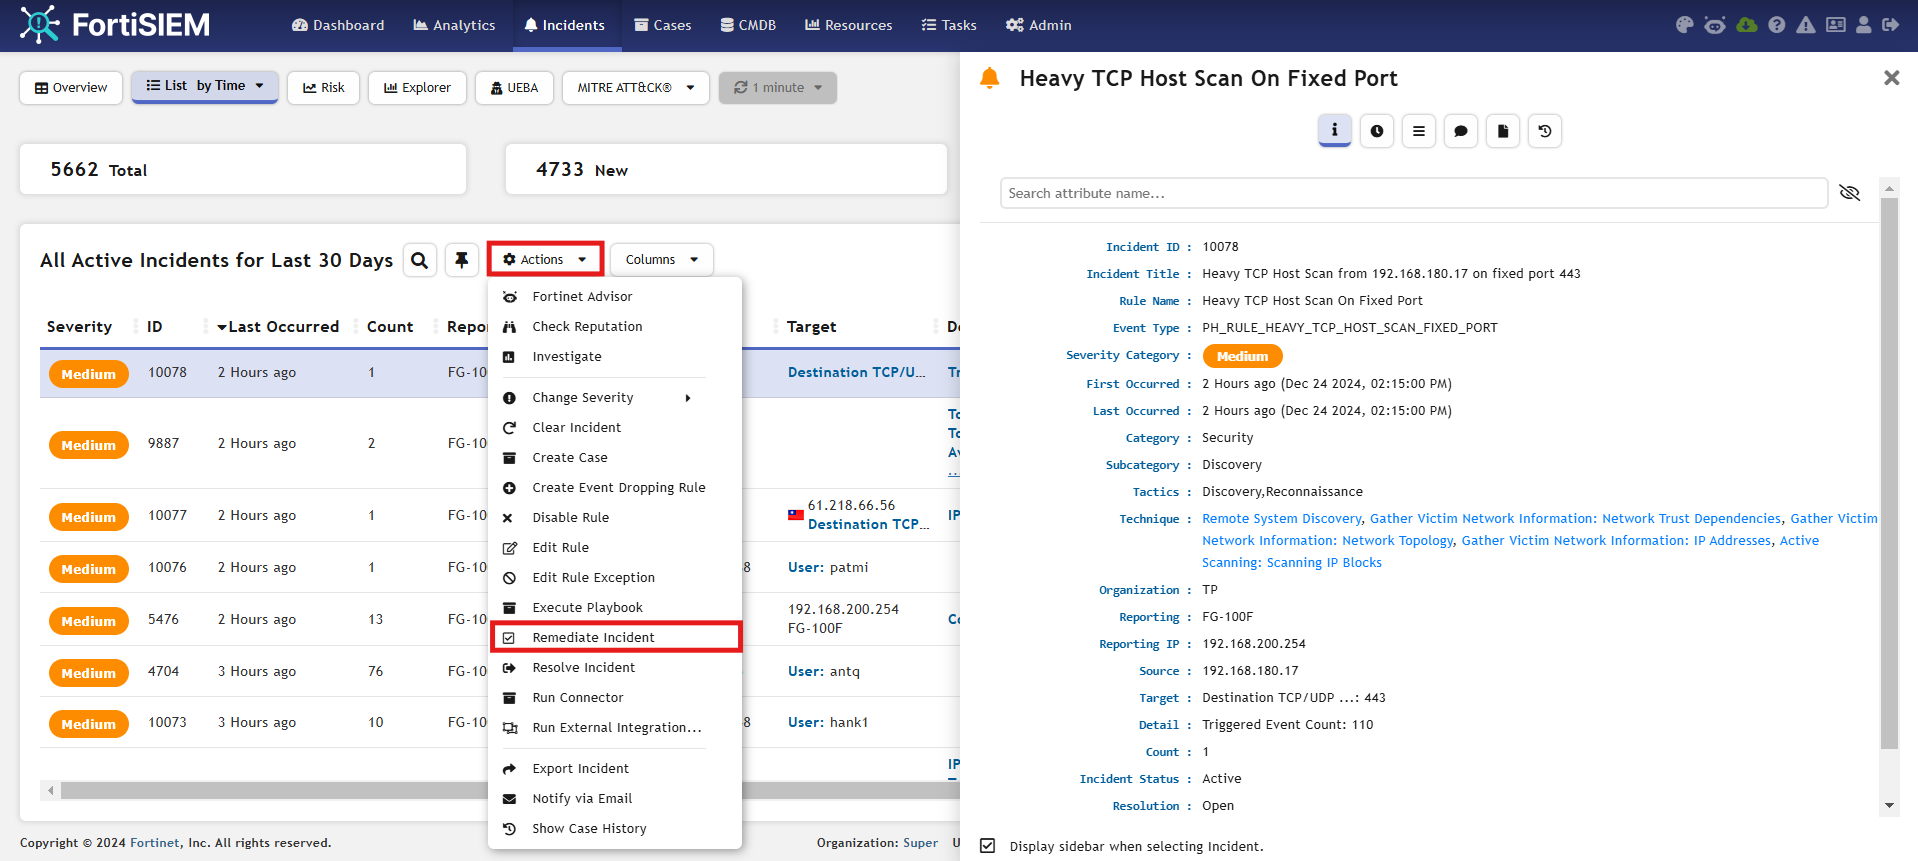 FortiSIEM
Dashboard
Analytics
Incidents
Cases
CMDB
Resources
Tasks
Admin
Overview
List by Time
Risk
Explorer
UEBA
MITRE ATT&CK®
1 minute
5662 Total
4733 New
All Active Incidents for Last 30 Days
Actions
Columns
Severity
ID
Last Occurred
Count
Repo
Target
Medium 10078 2 Hours ago 1 FG-10 Destination TCP/U... Tr
Medium 9887 2 Hours ago 2 FG-10
To
To
Av
...
61.218.66.56
Medium 10077 2 Hours ago 1 FG-10 Destination TCP... IP
Medium 10076 2 Hours ago 1 FG-10 8 User: patmi
192.168.200.254
Medium 5476 2 Hours ago 13 FG-10 FG-100F Co
Medium 4704 3 Hours ago 76 FG-10 User: antq
Medium 10073 3 Hours ago 10 FG-10 8 User: hank1
IP
Fortinet Advisor
Check Reputation
Investigate
Change Severity
Clear Incident
Create Case
Create Event Dropping Rule
Disable Rule
Edit Rule
Edit Rule Exception
Execute Playbook
Remediate Incident
Resolve Incident
Run Connector
Run External Integration...
Export Incident
Notify via Email
Show Case History
Copyright © 2024 Fortinet, Inc. All rights reserved.
Organization: Super U
Heavy TCP Host Scan On Fixed Port
Search attribute name...
Incident ID : 10078
Incident Title : Heavy TCP Host Scan from 192.168.180.17 on fixed port 443
Rule Name : Heavy TCP Host Scan On Fixed Port
Event Type : PH_RULE_HEAVY_TCP_HOST_SCAN_FIXED_PORT
Severity Category : Medium
First Occurred : 2 Hours ago (Dec 24 2024, 02:15:00 PM)
Last Occurred : 2 Hours ago (Dec 24 2024, 02:15:00 PM)
Category : Security
Subcategory : Discovery
Tactics : Discovery,Reconnaissance
Technique : Remote System Discovery, Gather Victim Network Information: Network Trust Dependencies, Gather Victim
Network Information: Network Topology, Gather Victim Network Information: IP Addresses, Active
Scanning: Scanning IP Blocks
Organization : TP
Reporting : FG-100F
Reporting IP : 192.168.200.254
Source : 192.168.180.17
Target : Destination TCP/UDP ...: 443
Detail : Triggered Event Count: 110
Count : 1
Incident Status : Active
Resolution : Open
Display sidebar when selecting Incident.